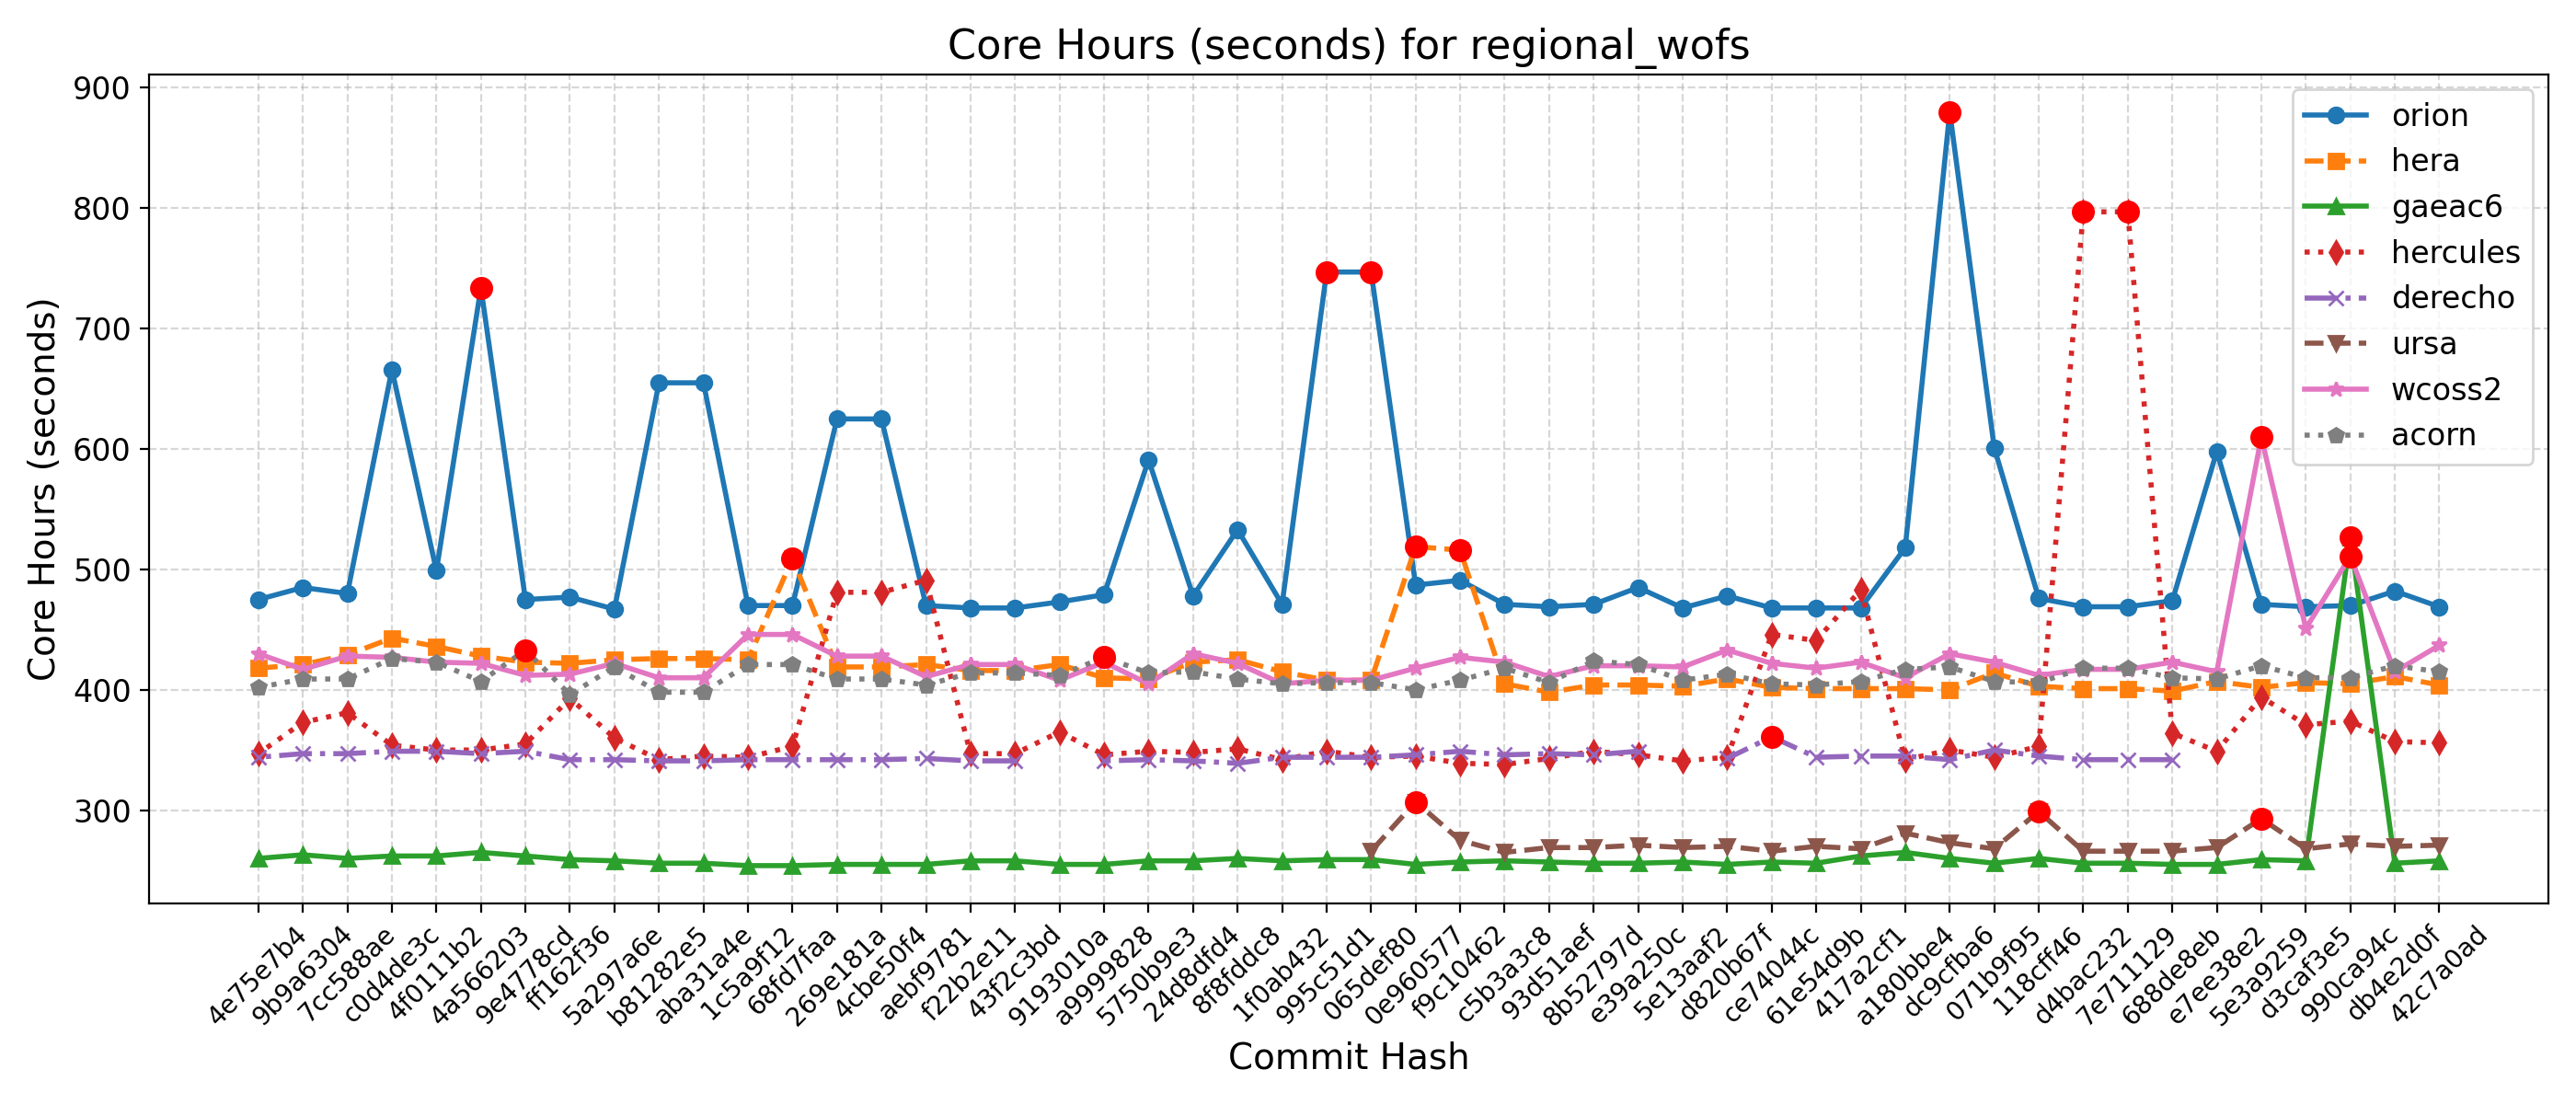 Core Hours (seconds) for regional_wofs
Core Hours (seconds)
900
800
700
600
500
400
300
orion
hera
gaeac6
hercules
derecho
ursa
wcoss2
acorn
4e75e7b4
9b9a6304
7cc588ae
c0d4de3c
4f0111b2
4a566203
9e4778cd
ff162f36
5a297a6e
b81282e5
aba31a4e
1c5a9f12
68fd7faa
269e181a
4cbe50f4
aebf9781
f22b2e11
43f2c3bd
9193010a
a9999828
5750b9e3
24d8dfd4
8f8fddc8
1f0ab432
995c51d1
065def80
0e960577
f9c10462
c5b3a3c8
93d51aef
8b52797d
e39a250c
5e13aaf2
d820b67f
ce74044c
61e54d9b
417a2cf1
a180bbe4
dc9cfba6
071b9f95
118cff46
d4bac232
7e711129
688de8eb
e7ee38e2
5e3a9259
d3caf3e5
990ca94c
db4e2d0f
42c7a0ad
Commit Hash